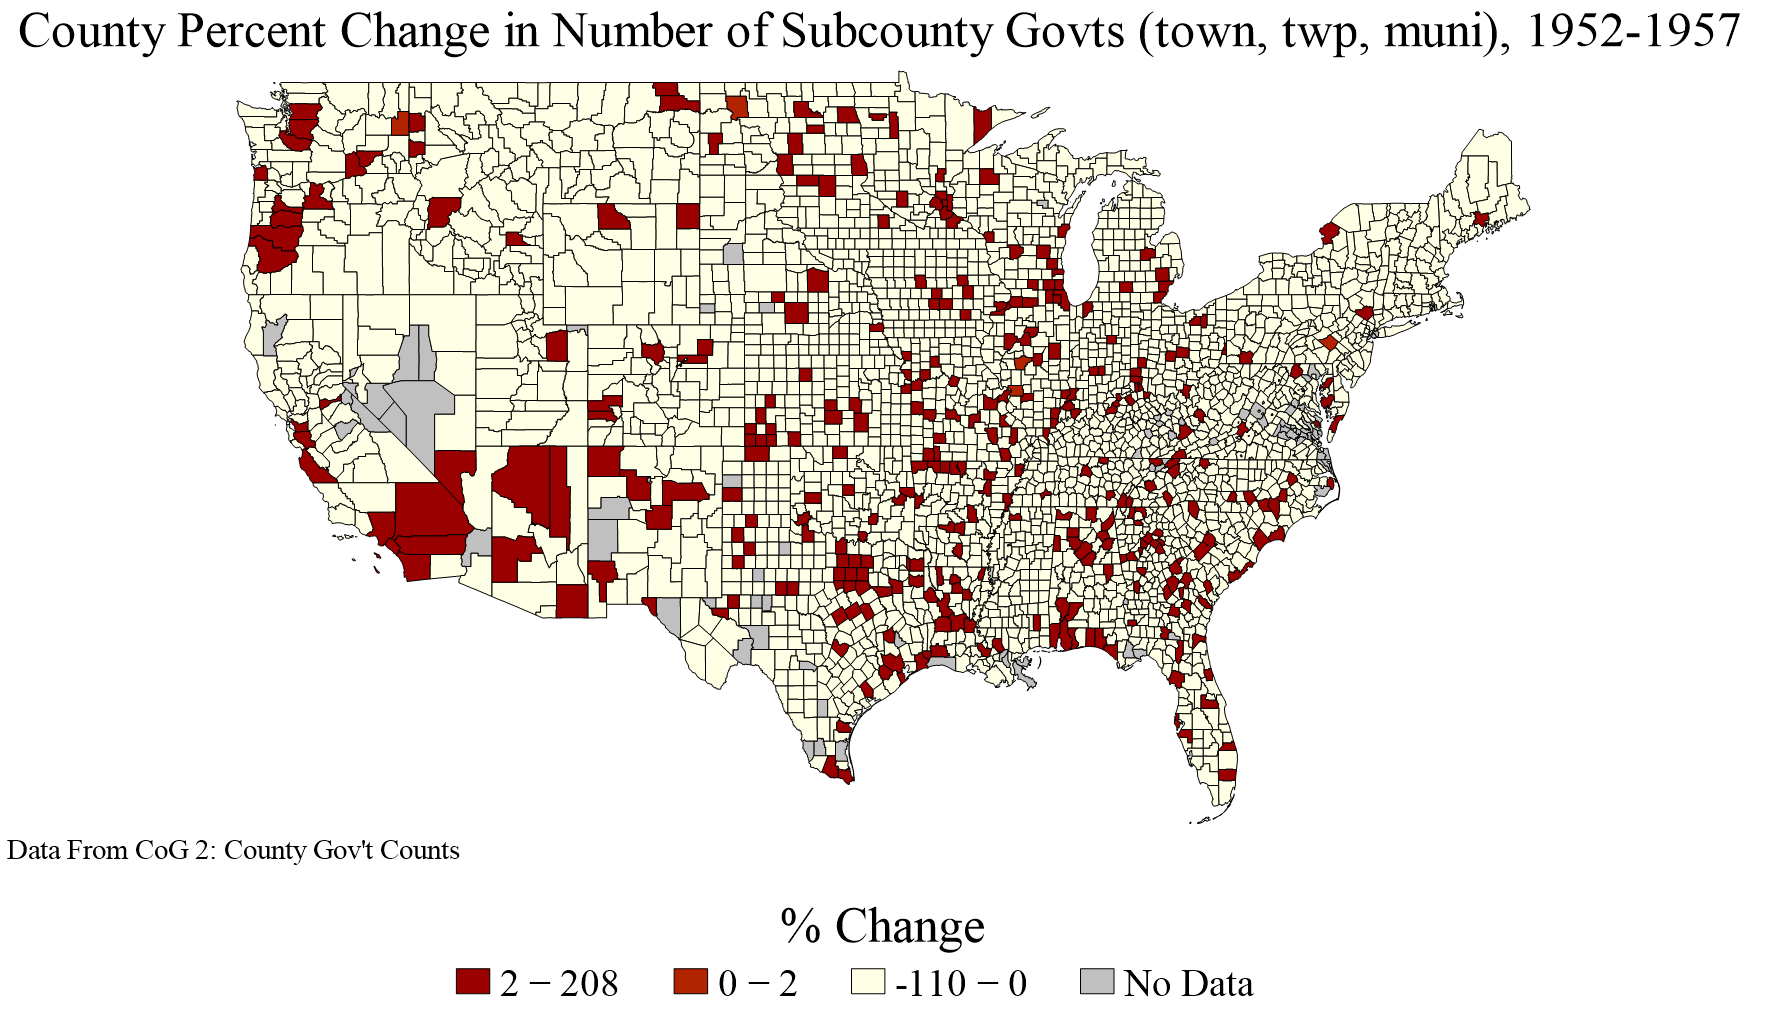 County Percent Change in Number of Subcounty Govts (town, twp, muni), 1952-1957
Data From CoG 2: County Gov't Counts
% Change
2 − 208
0 − 2
-110 − 0
No Data